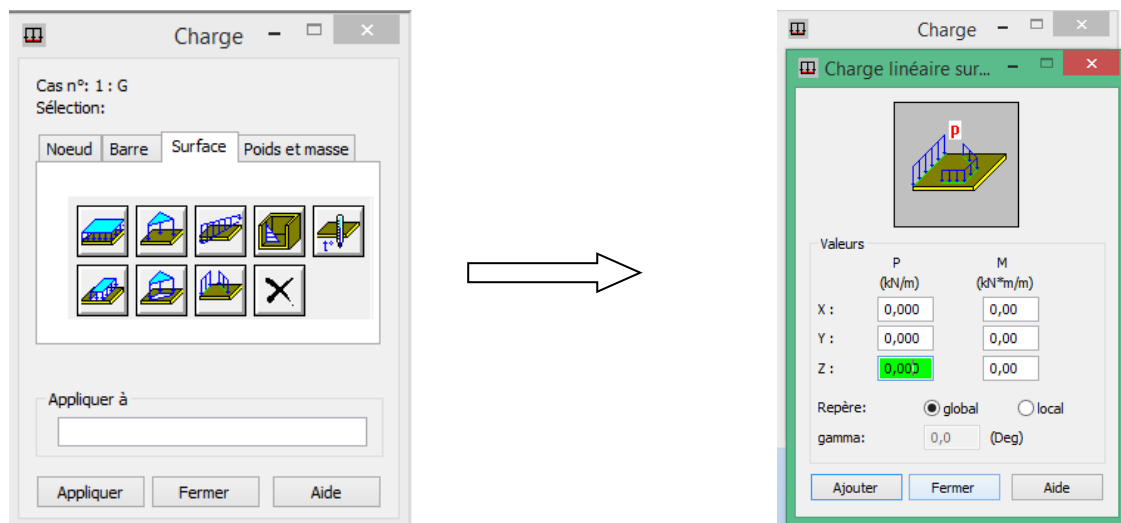 Charge
Cas n°: 1 : G
Sélection:
Noeud Barre Surface Poids et masse
t°
Appliquer à
Appliquer Fermer Aide
Charge
Charge linéaire sur...
p
Valeurs
P M
(kN/m) (kN*m/m)
X : 0,000 0,00
Y : 0,000 0,00
Z : 0,000 0,00
Repère: global local
gamma: 0,0 (Deg)
Ajouter Fermer Aide